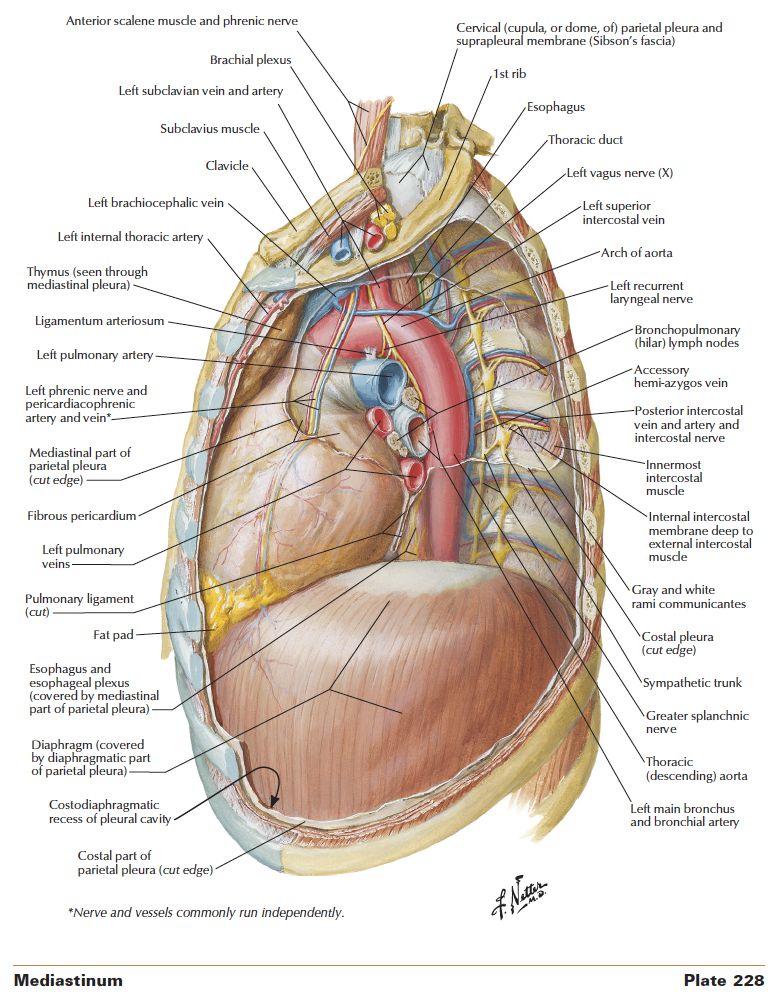 Anterior scalene muscle and phrenic nerve
Brachial plexus
Left subclavian vein and artery
Subclavius muscle
Clavicle
Left brachiocephalic vein
Left internal thoracic artery
Thymus (seen through
mediastinal pleura)
Ligamentum arteriosum
Left pulmonary artery
Left phrenic nerve and
pericardiacophrenic
artery and vein*
Mediastinal part of
parietal pleura
(cut edge)
Fibrous pericardium
Left pulmonary
veins
Pulmonary ligament
(cut)
Fat pad
Esophagus and
esophageal plexus
(covered by mediastinal
part of parietal pleura)
Diaphragm (covered
by diaphragmatic part
of parietal pleura)
Costodiaphragmatic
recess of pleural cavity
Costal part of
parietal pleura (cut edge)
Cervical (cupula, or dome, of) parietal pleura and
suprapleural membrane (Sibson's fascia)
1st rib
Esophagus
Thoracic duct
Left vagus nerve (X)
Left superior
intercostal vein
Arch of aorta
Left recurrent
laryngeal nerve
Bronchopulmonary
(hilar) lymph nodes
Accessory
hemi-azygos vein
Posterior intercostal
vein and artery and
intercostal nerve
Innermost
intercostal
muscle
Internal intercostal
membrane deep to
external intercostal
muscle
Gray and white
rami communicantes
Costal pleura
(cut edge)
Sympathetic trunk
Greater splanchnic
nerve
Thoracic
(descending) aorta
Left main bronchus
and bronchial artery
*Nerve and vessels commonly run independently.
F. Netter
M.D.
Mediastinum
Plate 228